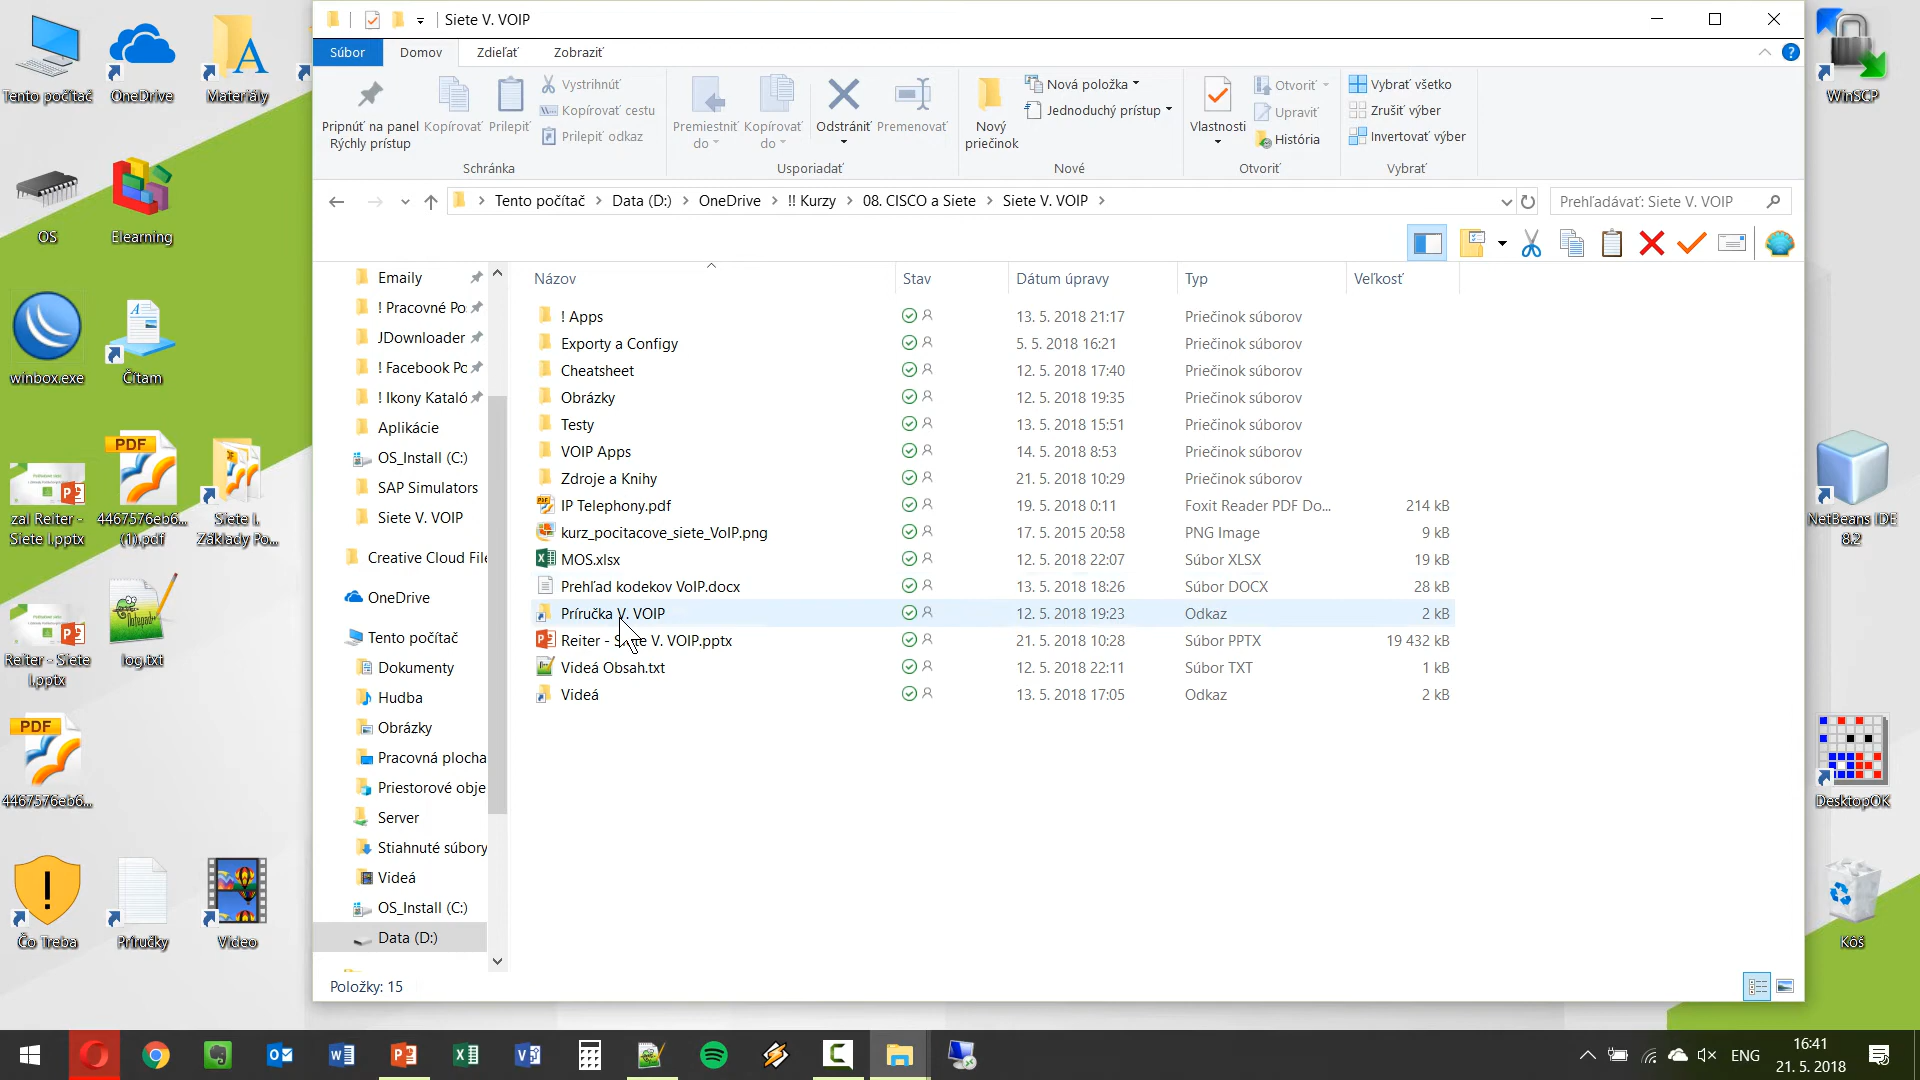 Siete V. VOIP
Súbor
Domov
Zdieľať
Zobraziť
Pripnúť na panel
Rýchly prístup
Kopírovať
Prilepiť
Vystrihnúť
Kopírovať cestu
Prilepiť odkaz
Schránka
Premiestniť
do
Kopírovať
do
Odstrániť
Premenovať
Usporiadať
Nový
priečinok
Nová položka
Jednoduchý prístup
Nové
Vlastnosti
Otvoriť
Upraviť
História
Otvoriť
Vybrať všetko
Zrušiť výber
Invertovať výber
Vybrať
Tento počítač
Data (D:)
OneDrive
!! Kurzy
08. CISCO a Siete
Siete V. VOIP
Prehľadávať: Siete V. VOIP
Emaily
! Pracovné Po
JDownloader
! Facebook Pc
! Ikony Kataló
Aplikácie
OS_Install (C:)
SAP Simulators
Siete V. VOIP
Creative Cloud File
OneDrive
Tento počítač
Dokumenty
Hudba
Obrázky
Pracovná plocha
Priestorové obje
Server
Stiahnuté súbory
Videá
OS_Install (C:)
Data (D:)
Názov Stav Dátum úpravy Typ Veľkosť
! Apps 13. 5. 2018 21:17 Priečinok súborov
Exporty a Configy 5. 5. 2018 16:21 Priečinok súborov
Cheatsheet 12. 5. 2018 17:40 Priečinok súborov
Obrázky 12. 5. 2018 19:35 Priečinok súborov
Testy 13. 5. 2018 15:51 Priečinok súborov
VOIP Apps 14. 5. 2018 8:53 Priečinok súborov
Zdroje a Knihy 21. 5. 2018 10:29 Priečinok súborov
IP Telephony.pdf 19. 5. 2018 0:11 Foxit Reader PDF Do... 214 kB
kurz_pocitacove_siete_VoIP.png 17. 5. 2015 20:58 PNG Image 9 kB
MOS.xlsx 12. 5. 2018 22:07 Súbor XLSX 19 kB
Prehľad kodekov VoIP.docx 13. 5. 2018 18:26 Súbor DOCX 28 kB
Príručka V. VOIP 12. 5. 2018 19:23 Odkaz 2 kB
Reiter - Siete V. VOIP.pptx 21. 5. 2018 10:28 Súbor PPTX 19 432 kB
Videá Obsah.txt 12. 5. 2018 22:11 Súbor TXT 1 kB
Videá 13. 5. 2018 17:05 Odkaz 2 kB
Položky: 15
Tento počítač
OneDrive
Materiály
OS
Elearning
winbox.exe
Čítam
zal Reiter -
Siete I.pptx
PDF
4467576eb6...
(1).pdf
Siete I.
Základy Po...
Reiter - Siete
I.pptx
log.txt
PDF
4467576eb6...
Čo Treba
Príručky
Video
WinSCP
NetBeans IDE
8.2
DesktopOK
Kôš
ENG
16:41
21. 5. 2018